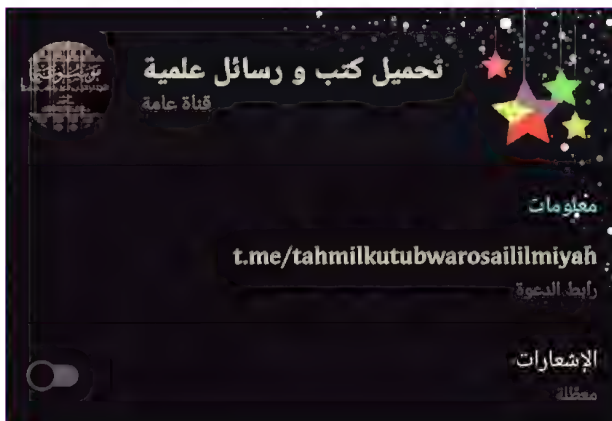 تحميل كتب و رسائل علمية
قناة عامة
معلومات
t.me/tahmilkutubwarosaililmiyah
رابط الدعوة
الإشعارات
معطلة